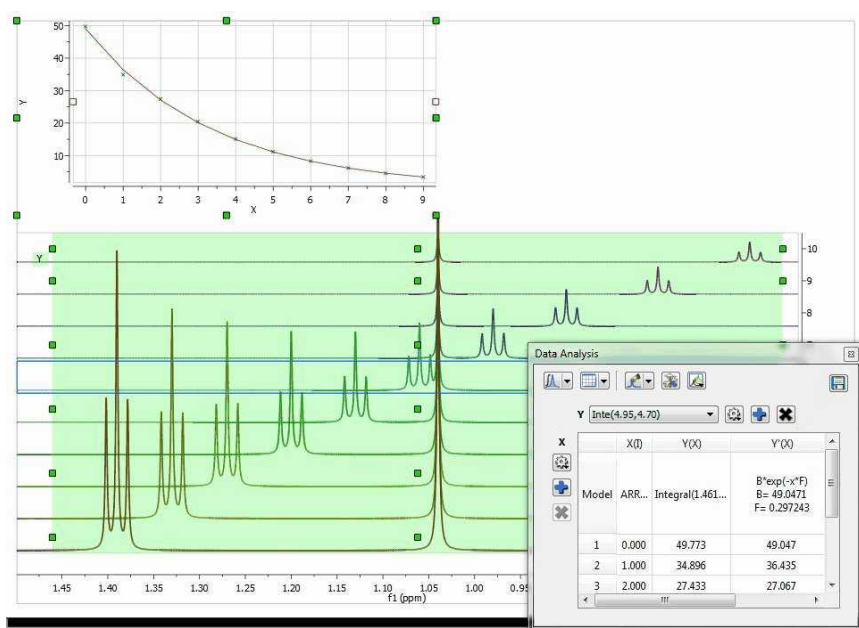 50
40
30
20
10
Y
0 1 2 3 4 5 6 7 8 9
X
Y
10
9
8
1.45 1.40 1.35 1.30 1.25 1.20 1.15 1.10 1.05 1.00
f1 (ppm)
Data Analysis
Y Inte(4.95,4.70)
X
X(I) Y(X) Y'(X)
Model ARR... Integral(1.461... B*exp(-x*F)
B= 49.0471
F= 0.297243
1 0.000 49.773 49.047
2 1.000 34.896 36.435
3 2.000 27.433 27.067